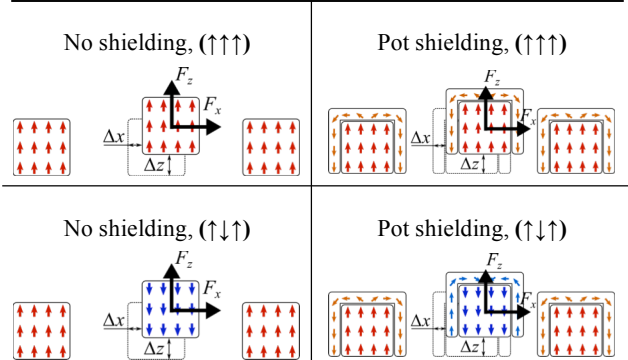 No shielding, (↑↑↑)
F_z
F_x
Δx
Δz
Pot shielding, (↑↑↑)
F_z
F_x
Δx
Δz
No shielding, (↑↓↑)
F_z
F_x
Δx
Δz
Pot shielding, (↑↓↑)
F_z
F_x
Δx
Δz